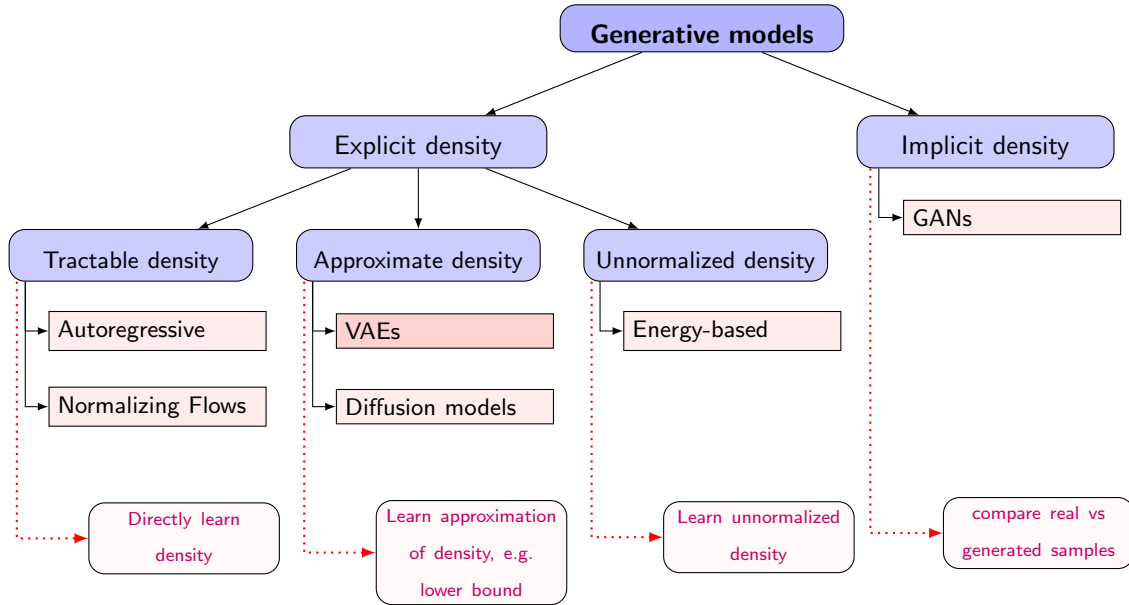 Generative models
Explicit density
Implicit density
GANs
Tractable density
Approximate density
Unnormalized density
Autoregressive
VAEs
Energy-based
Normalizing Flows
Diffusion models
Directly learn
density
Learn approximation
of density, e.g.
lower bound
Learn unnormalized
density
compare real vs
generated samples